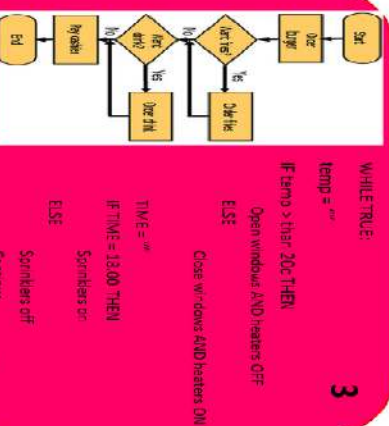 Start
Order
burger
Want fries?
Yes
Order fries
No
Want
drink?
Yes
Order drink
No
Pay cashier
End
3
WHILE TRUE:
temp =
IF temp > than 20c THEN
Open windows AND heaters OFF
ELSE
Close windows AND heaters ON
TIME =
IF TIME = 13.00 THEN
Sprinklers on
ELSE
Sprinklers off